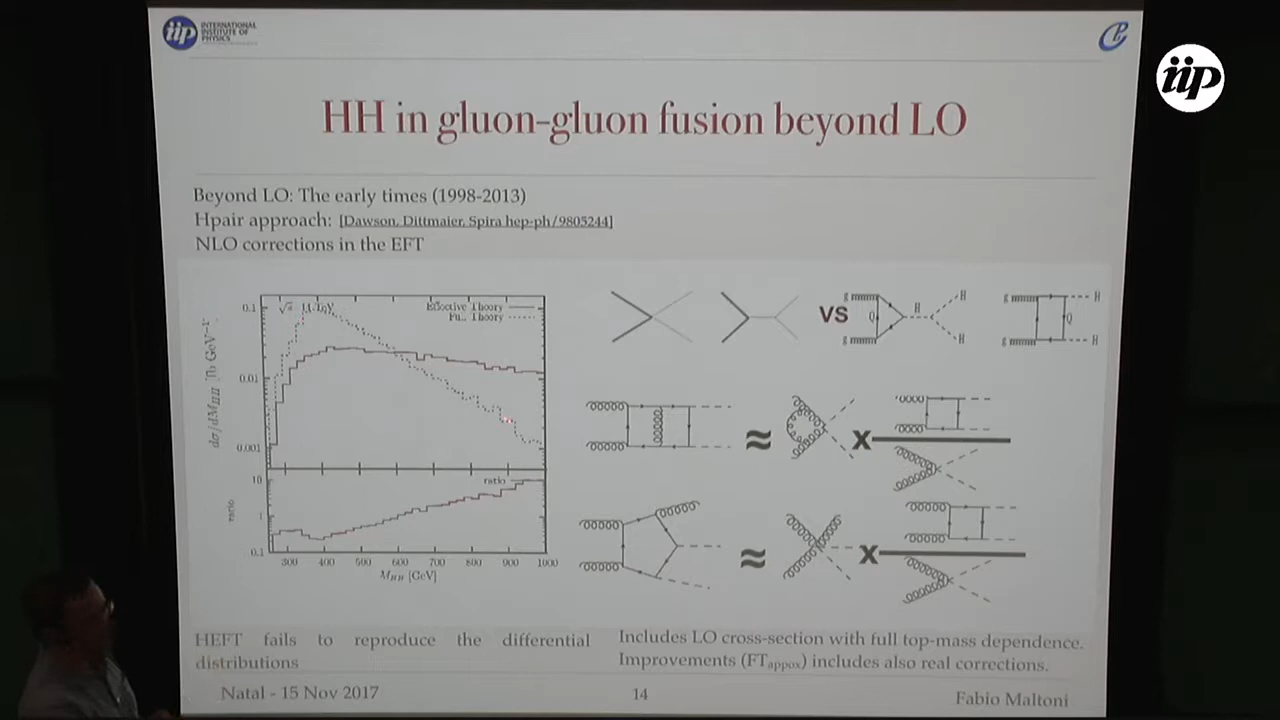 iip INTERNATIONAL INSTITUTE OF PHYSICS
iip
HH in gluon-gluon fusion beyond LO
Beyond LO: The early times (1998-2013)
Hpair approach: [Dawson, Dittmaier, Spira hep-ph/9805244]
NLO corrections in the EFT
Effective Theory
Theory
0.1
0.01
0.001
dσ/dM_HH [fb GeV⁻¹]
ratio
10
1
0.1
ratio
300 400 500 600 700 800 900 1000
M_HH [GeV]
vs
g
Q
H
H
g
H
g
Q
H
g
H
≈
x
≈
x
HEFT fails to reproduce the differential
distributions
Includes LO cross-section with full top-mass dependence.
Improvements (FTappox) includes also real corrections.
Natal - 15 Nov 2017
14
Fabio Maltoni